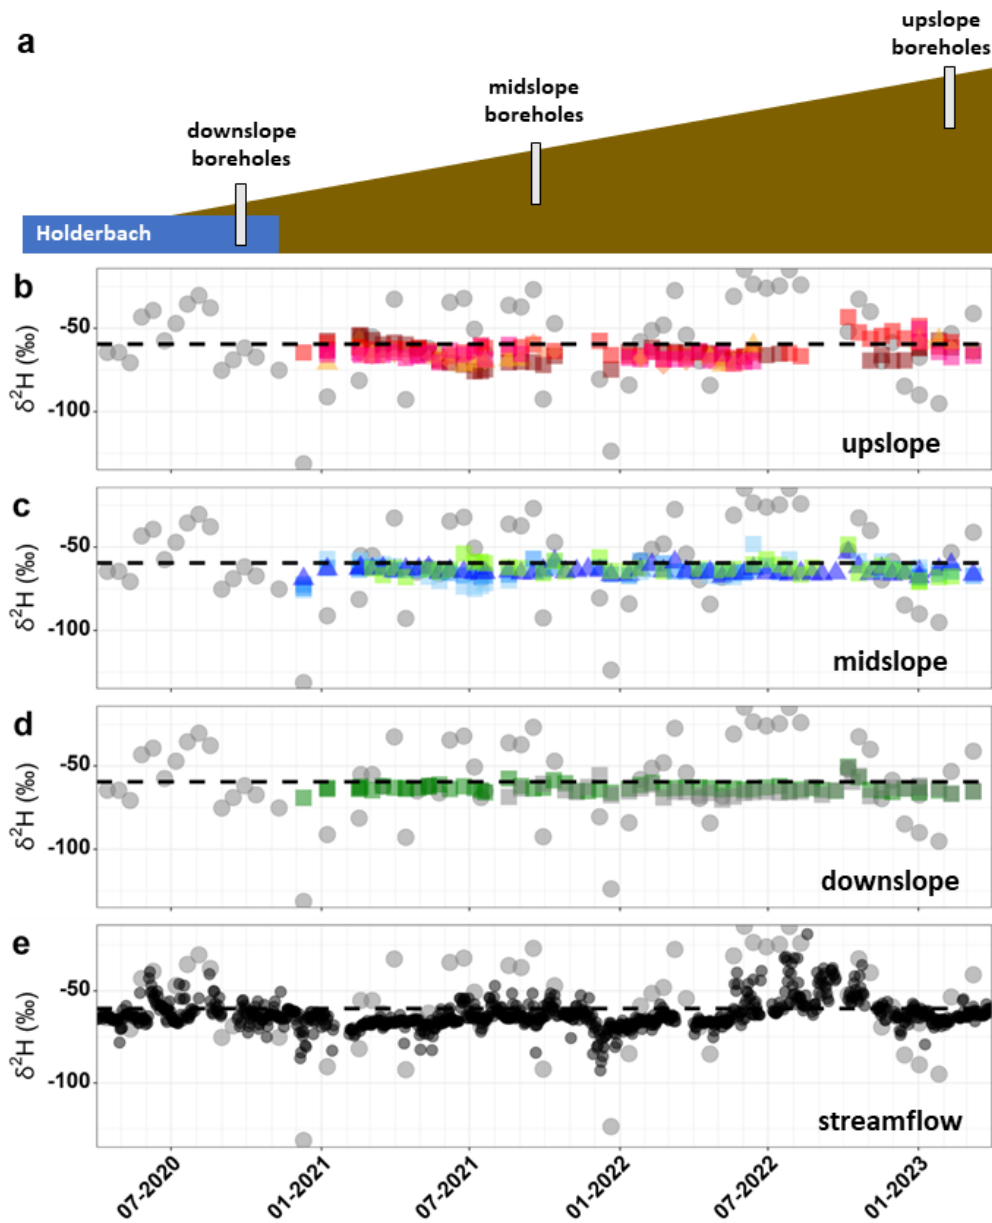 a
upslope
boreholes
midslope
boreholes
downslope
boreholes
Holderbach
b
δ²H (‰)
-50
-100
upslope
c
δ²H (‰)
-50
-100
midslope
d
δ²H (‰)
-50
-100
downslope
e
δ²H (‰)
-50
-100
streamflow
07-2020
01-2021
07-2021
01-2022
07-2022
01-2023